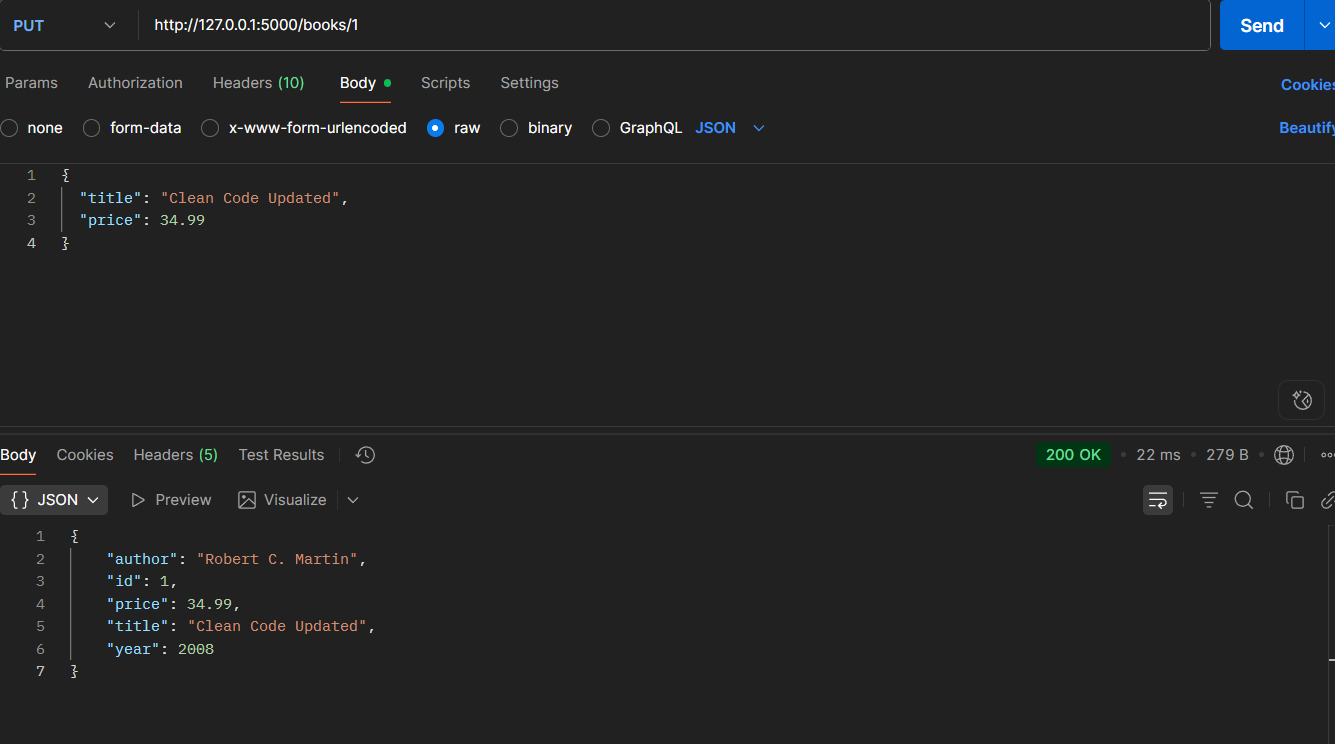 PUT http://127.0.0.1:5000/books/1 Send
Params Authorization Headers (10) Body Scripts Settings Cookies
none form-data x-www-form-urlencoded raw binary GraphQL JSON Beautify
1 {
2 "title": "Clean Code Updated",
3 "price": 34.99
4 }
Body Cookies Headers (5) Test Results 200 OK • 22 ms • 279 B •
{} JSON Preview Visualize
1 {
2 "author": "Robert C. Martin",
3 "id": 1,
4 "price": 34.99,
5 "title": "Clean Code Updated",
6 "year": 2008
7 }